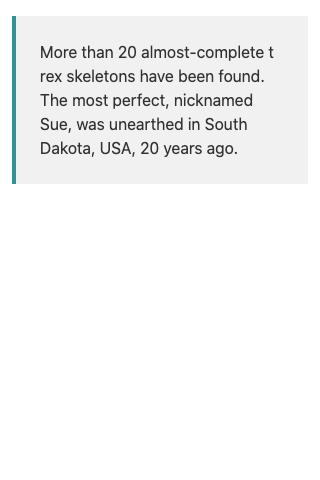 More than 20 almost-complete t
rex skeletons have been found.
The most perfect, nicknamed
Sue, was unearthed in South
Dakota, USA, 20 years ago.